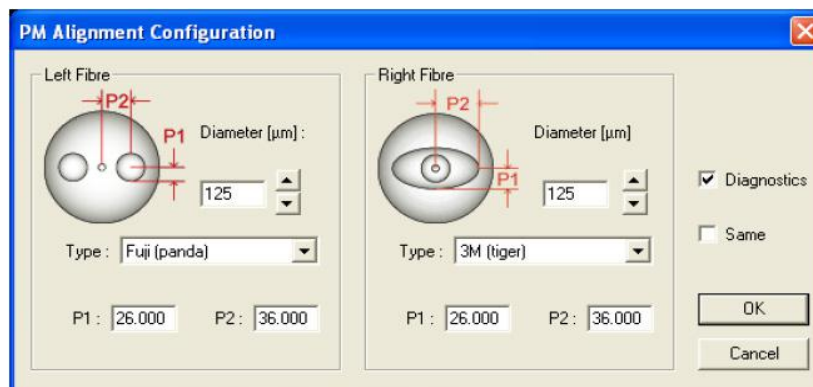 PM Alignment Configuration
Left Fibre
P2
P1
Diameter [µm] :
125
Type : Fuji (panda)
P1 : 26.000 P2 : 36.000
Right Fibre
P2
P1
Diameter [µm]
125
Type : 3M (tiger)
P1 : 26.000 P2 : 36.000
Diagnostics
Same
OK
Cancel